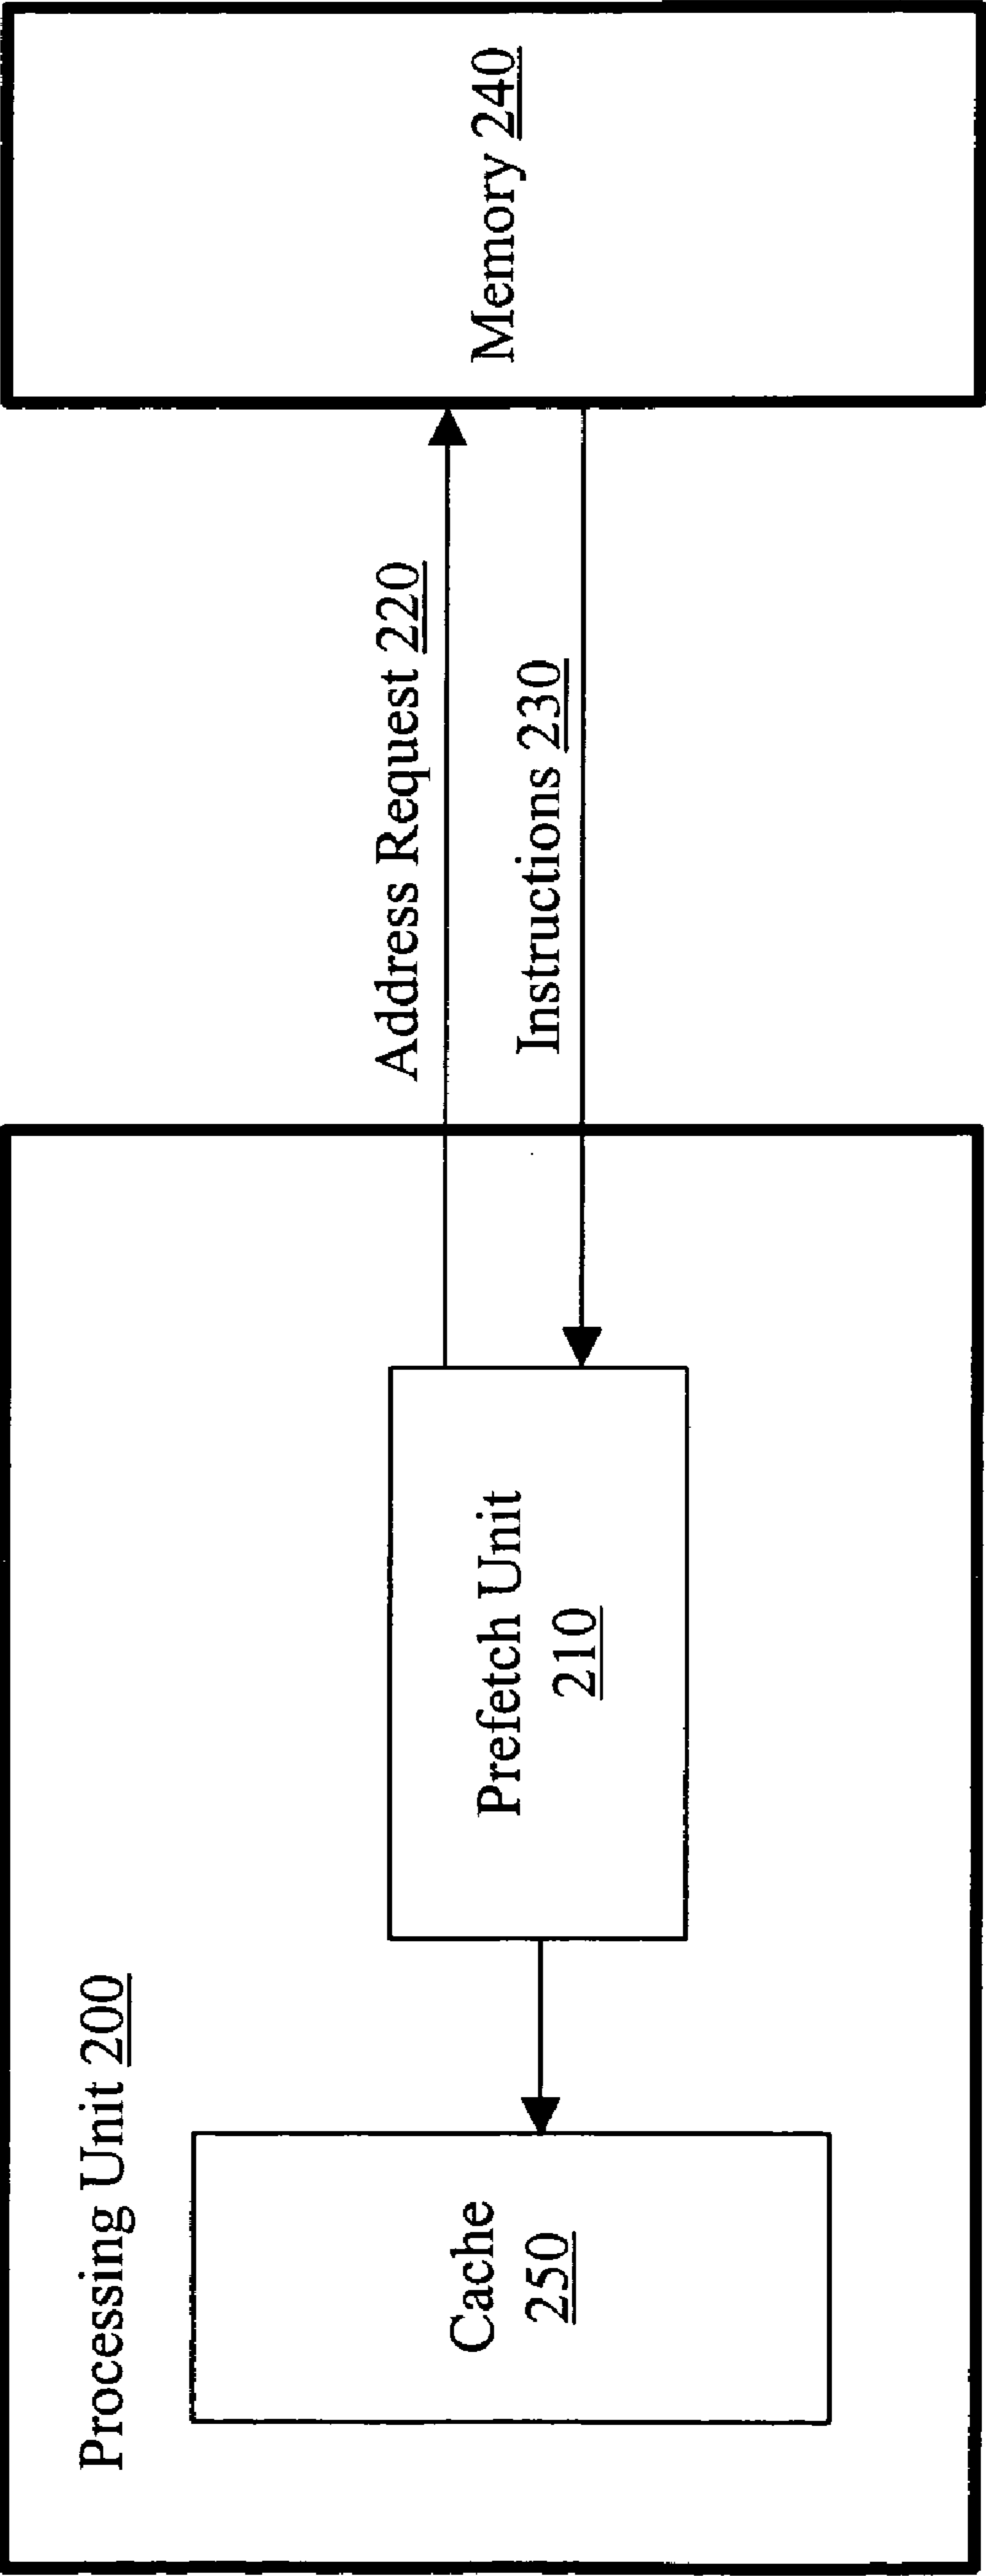 Processing Unit 200
Cache
250
Prefetch Unit
210
Address Request 220
Instructions 230
Memory 240